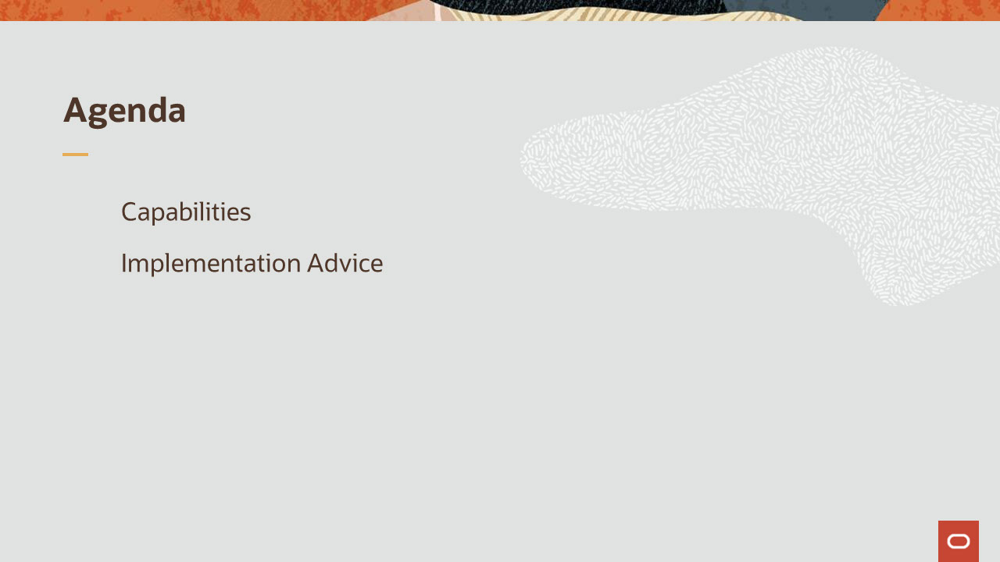 Agenda
Capabilities
Implementation Advice